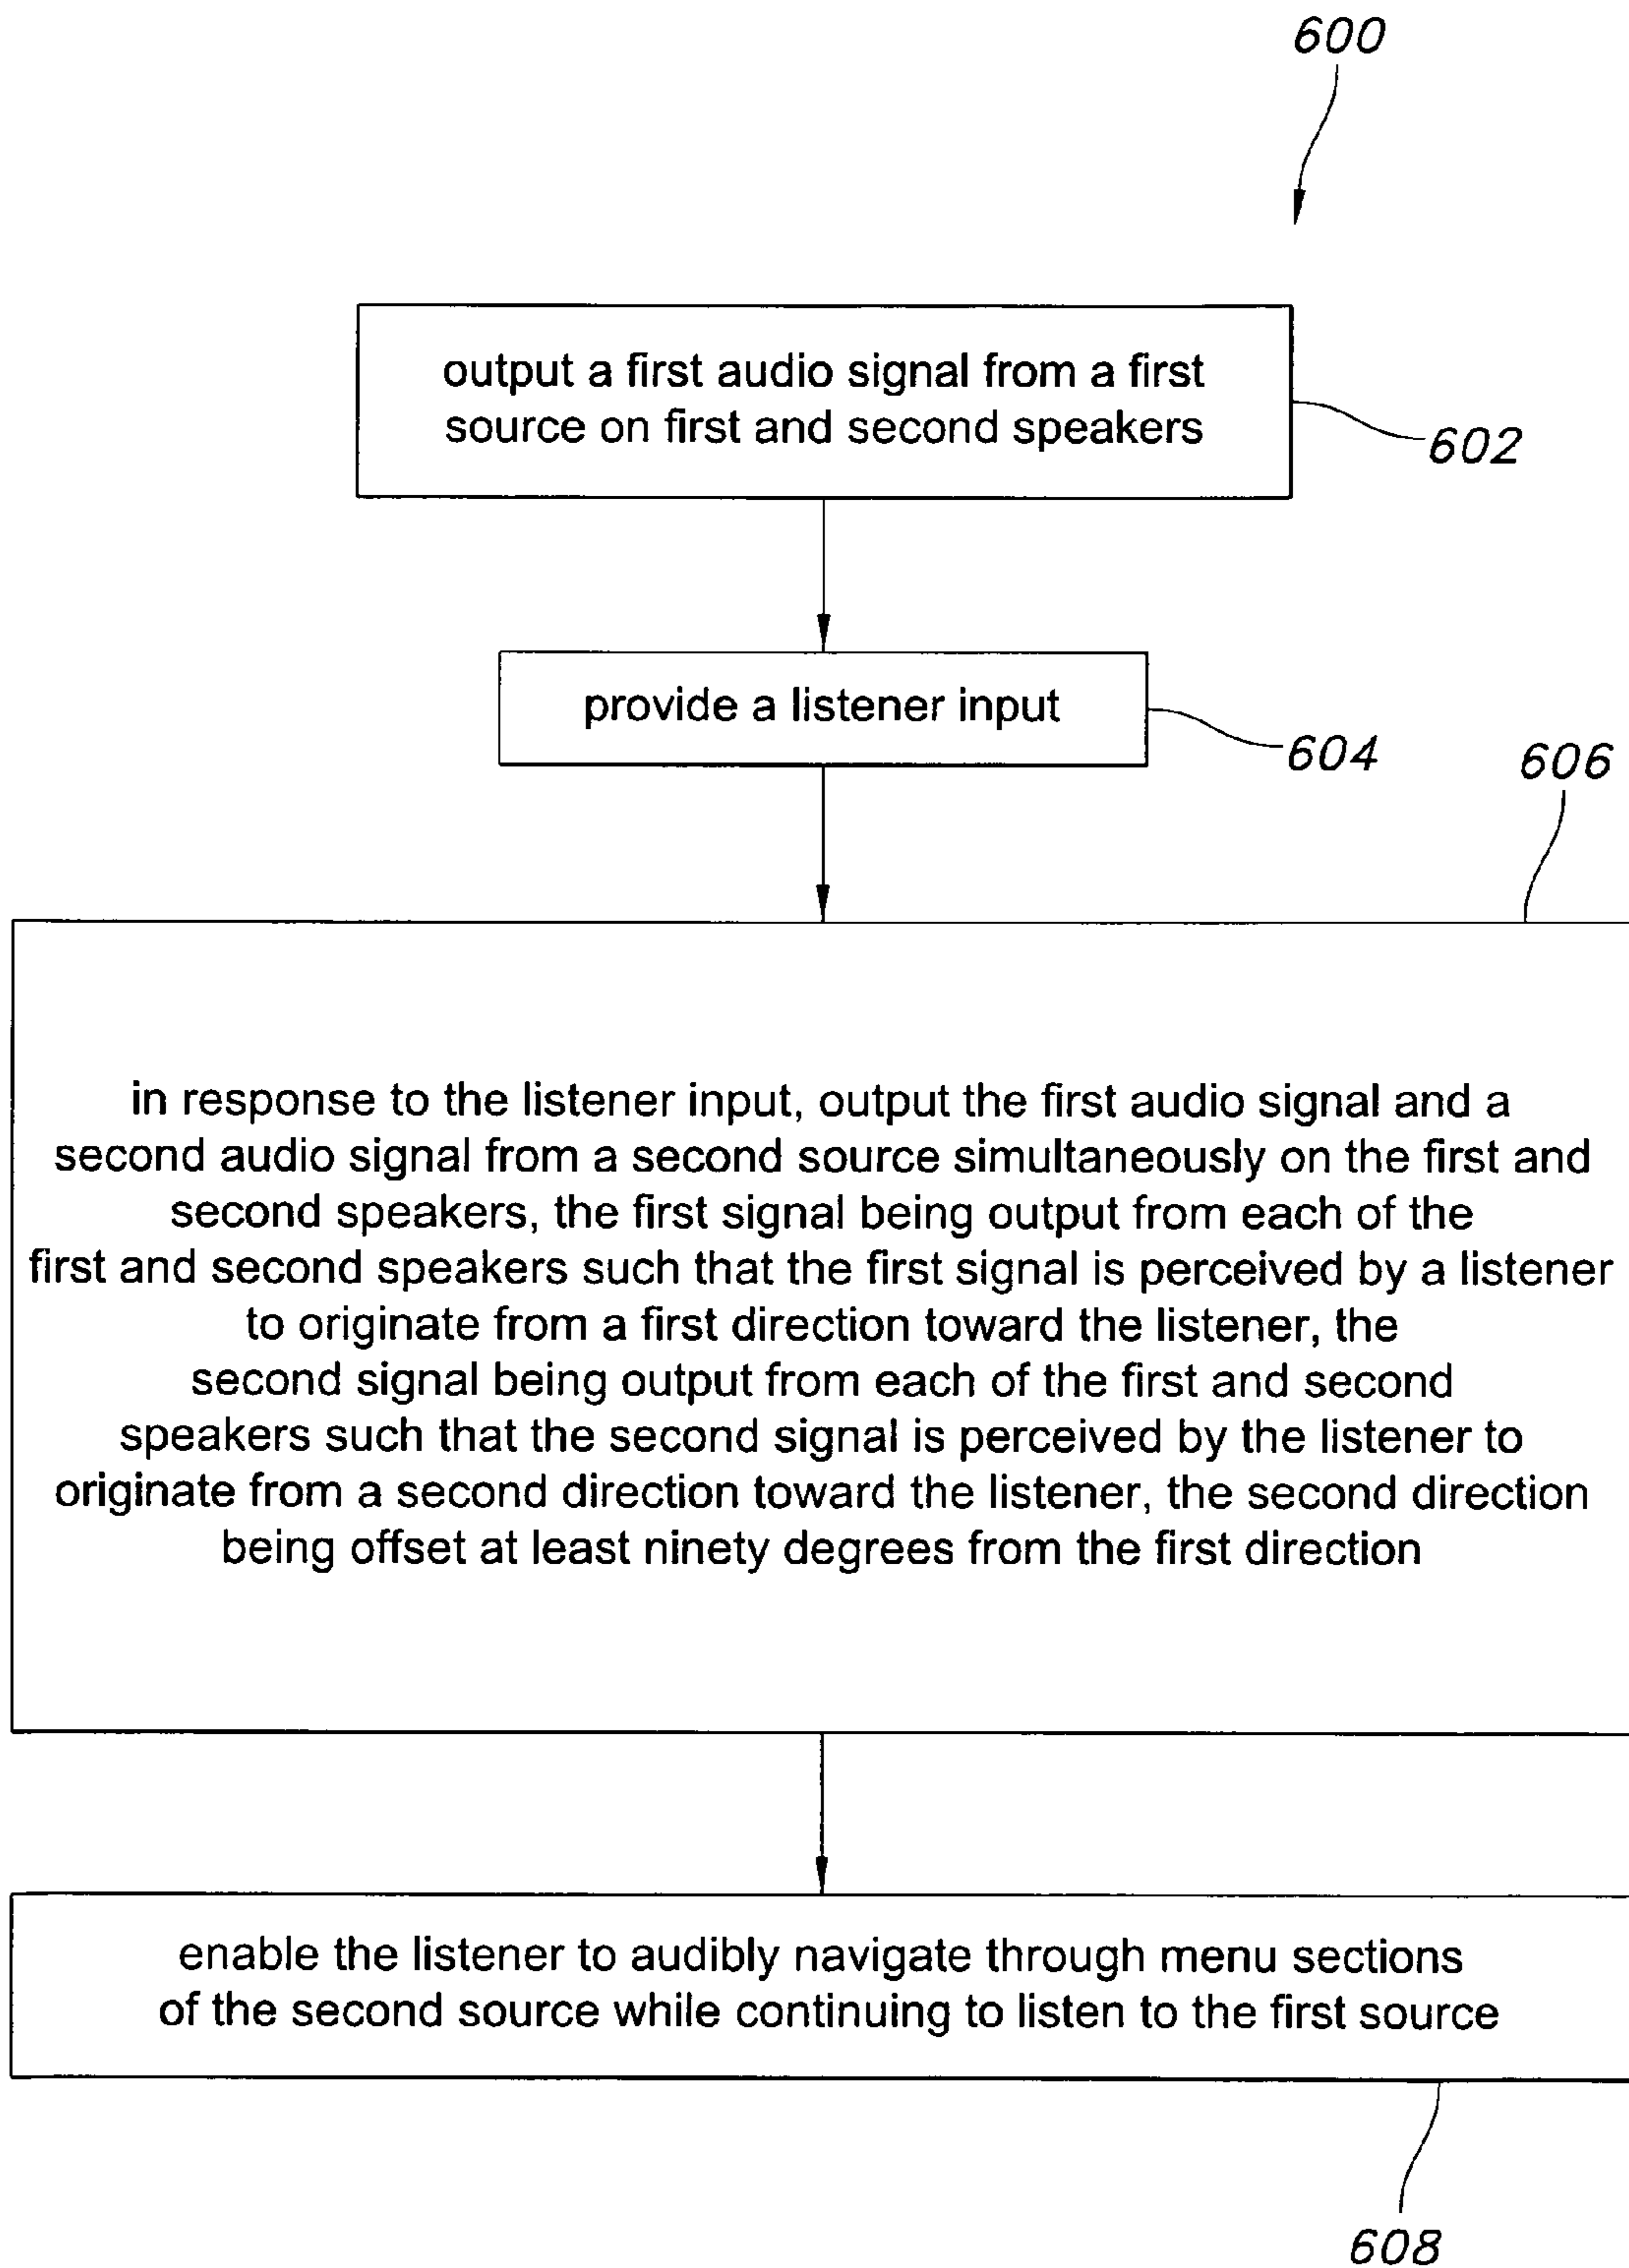 600
output a first audio signal from a first
source on first and second speakers
602
provide a listener input
604
606
in response to the listener input, output the first audio signal and a
second audio signal from a second source simultaneously on the first and
second speakers, the first signal being output from each of the
first and second speakers such that the first signal is perceived by a listener
to originate from a first direction toward the listener, the
second signal being output from each of the first and second
speakers such that the second signal is perceived by the listener to
originate from a second direction toward the listener, the second direction
being offset at least ninety degrees from the first direction
enable the listener to audibly navigate through menu sections
of the second source while continuing to listen to the first source
608